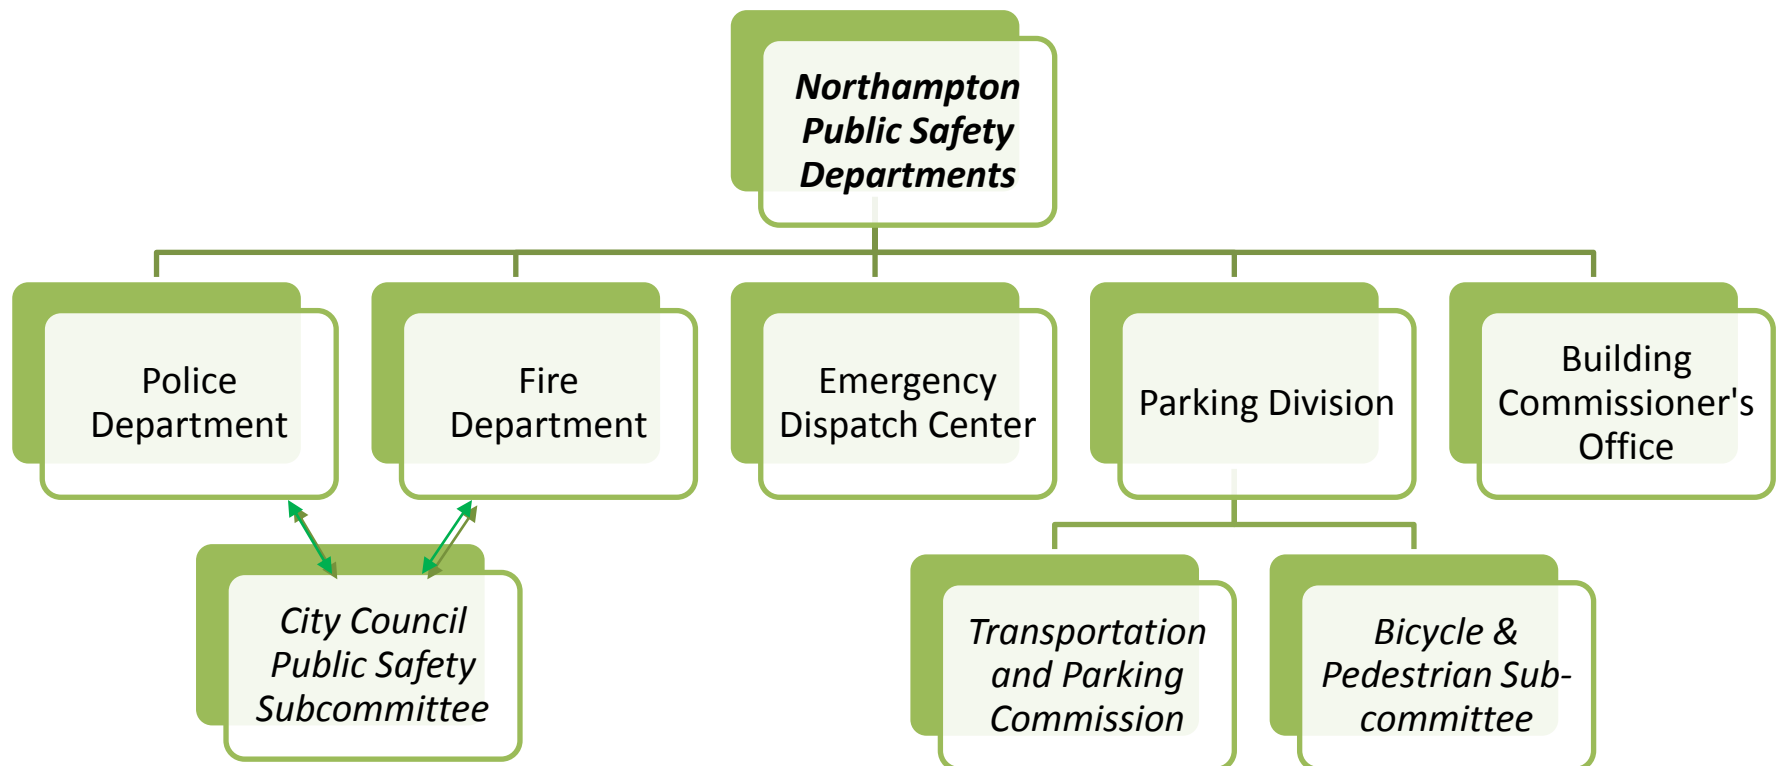 Northampton
Public Safety
Departments
Police
Department
Fire
Department
Emergency
Dispatch Center
Parking Division
Building
Commissioner's
Office
City Council
Public Safety
Subcommittee
Transportation
and Parking
Commission
Bicycle &
Pedestrian Sub-
committee